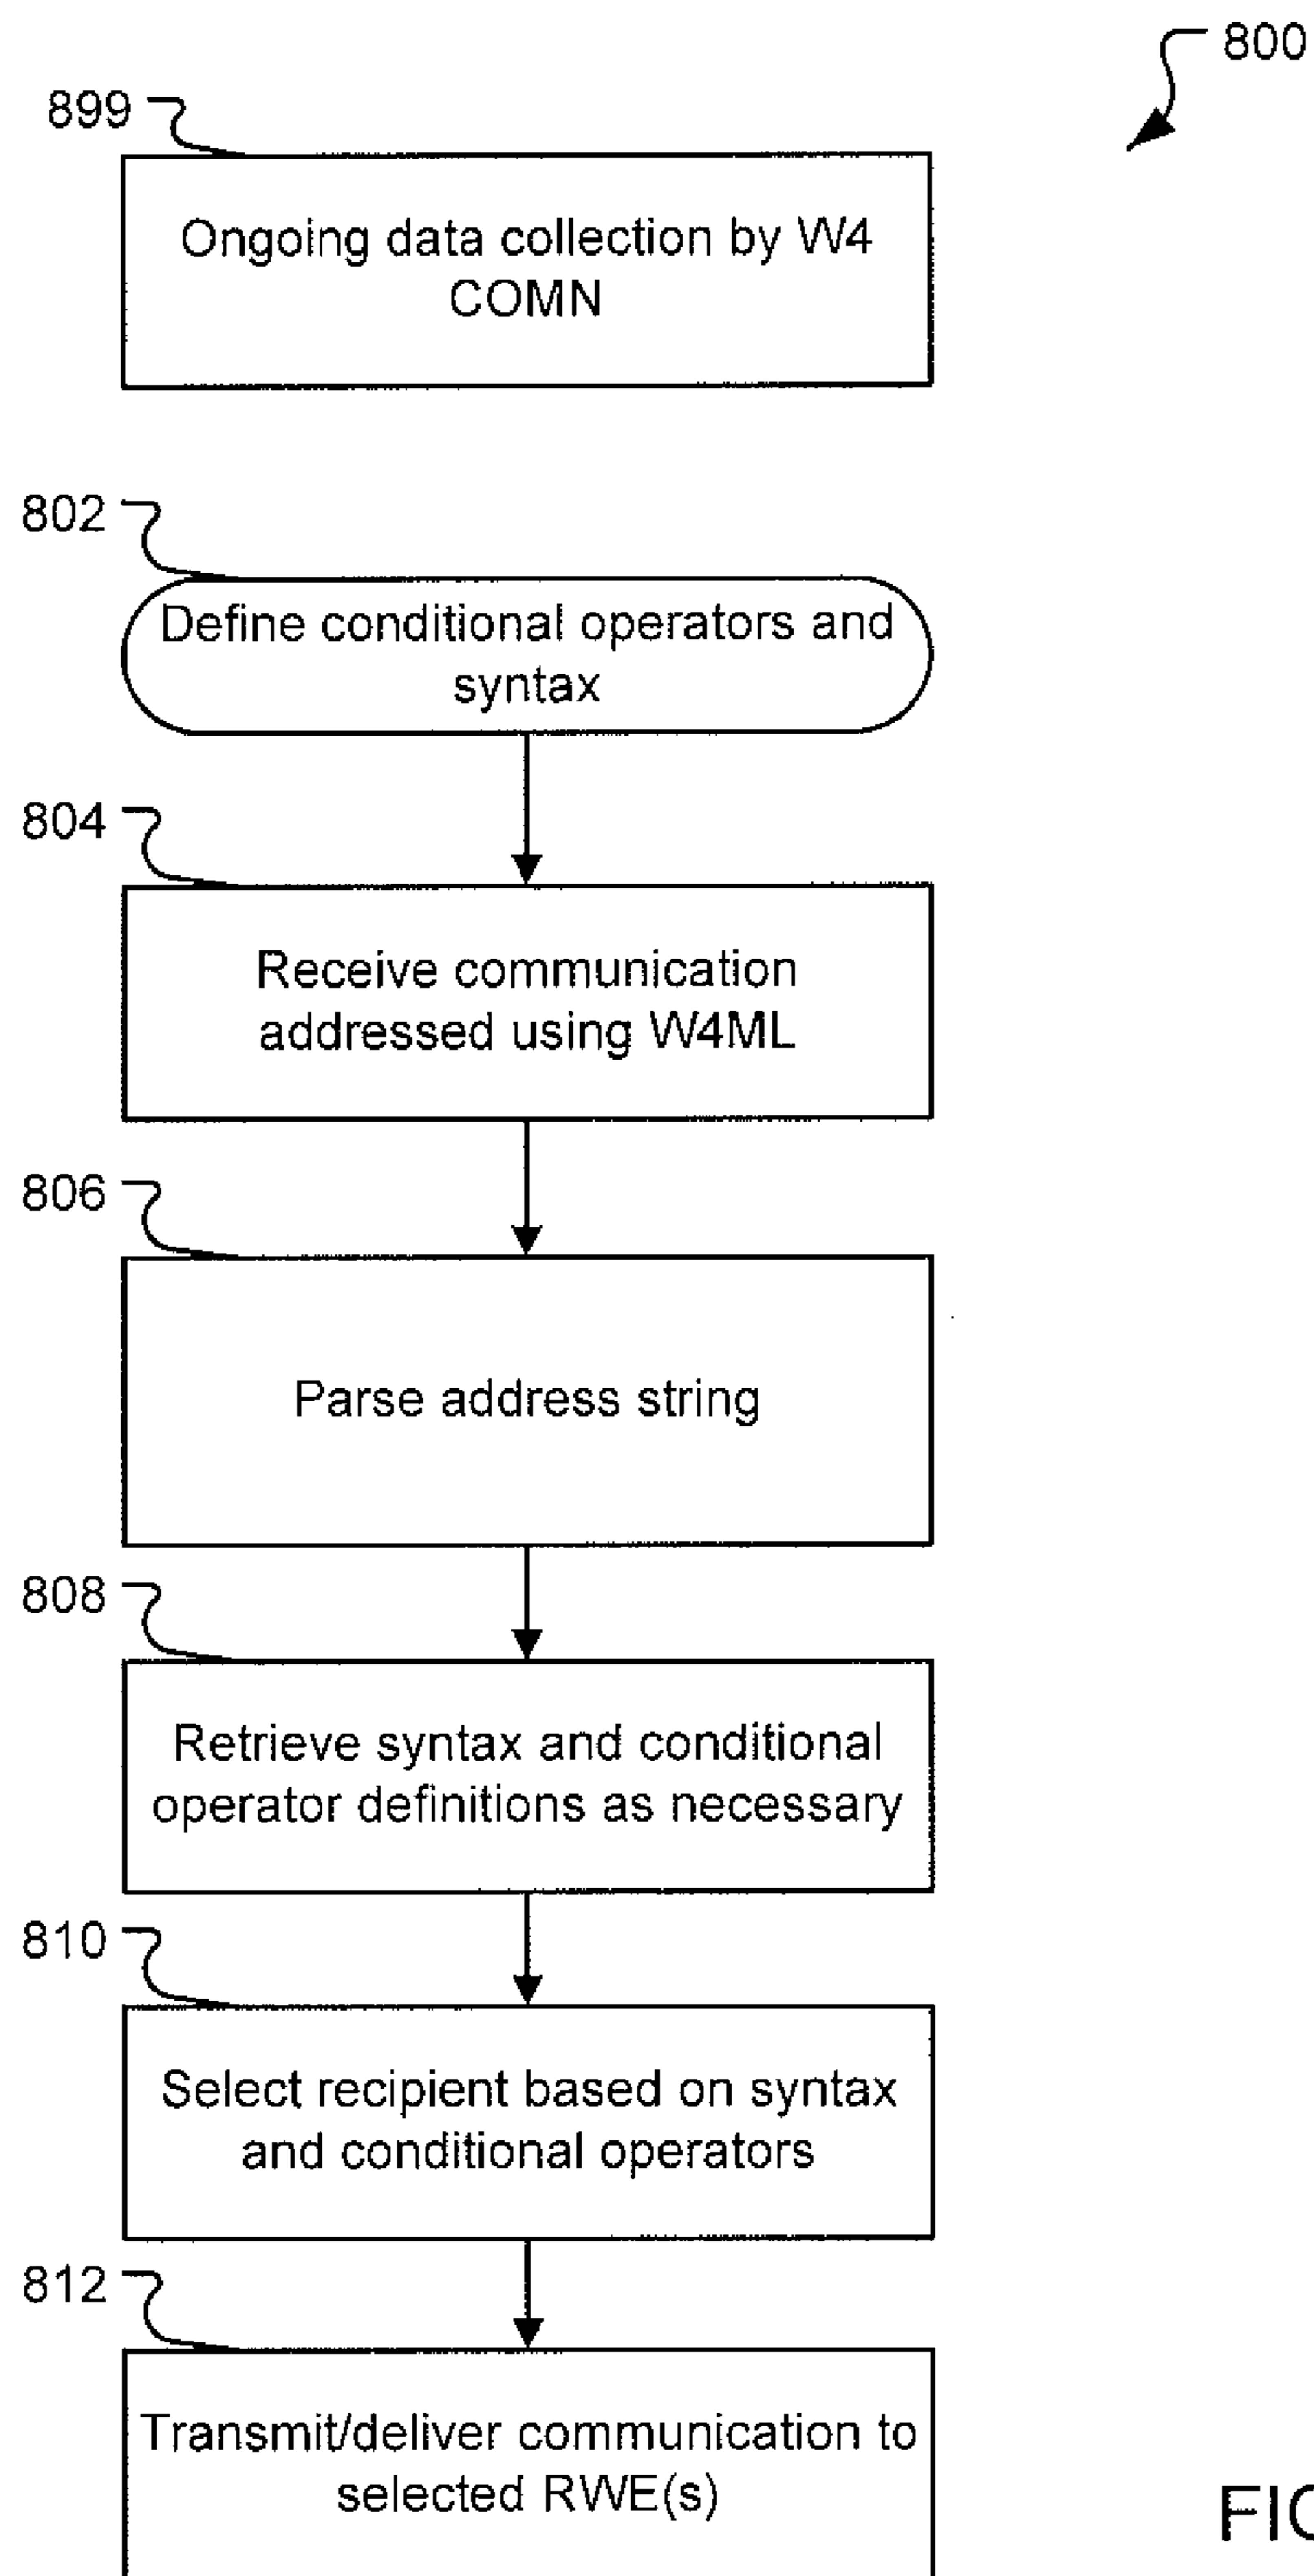 800
899
Ongoing data collection by W4
COMN
802
Define conditional operators and
syntax
804
Receive communication
addressed using W4ML
806
Parse address string
808
Retrieve syntax and conditional
operator definitions as necessary
810
Select recipient based on syntax
and conditional operators
812
Transmit/deliver communication to
selected RWE(s)